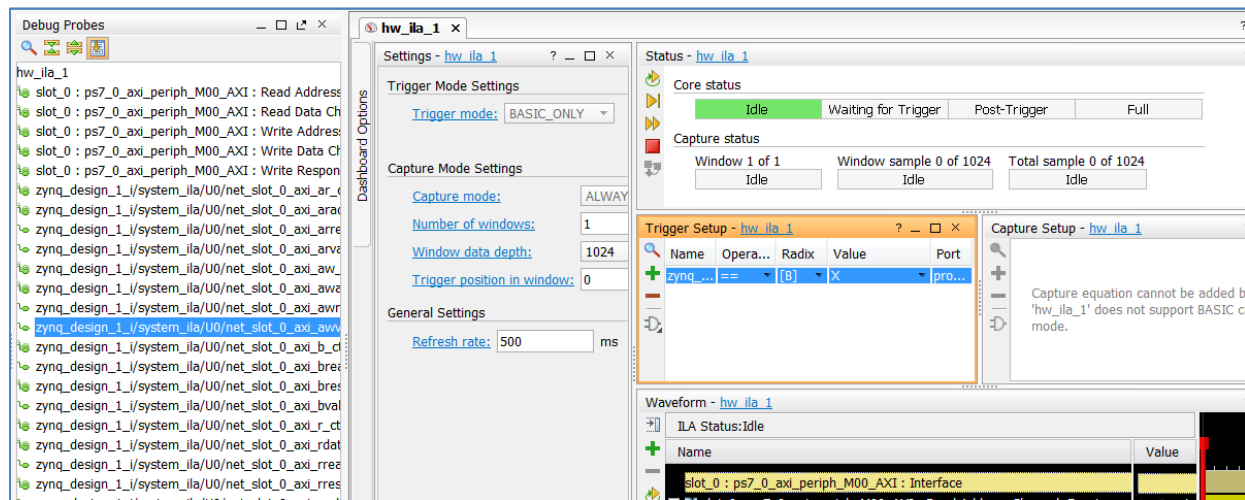 Debug Probes
hw_ila_1
slot_0 : ps7_0_axi_periph_M00_AXI : Read Address
slot_0 : ps7_0_axi_periph_M00_AXI : Read Data Ch
slot_0 : ps7_0_axi_periph_M00_AXI : Write Address
slot_0 : ps7_0_axi_periph_M00_AXI : Write Data Ch
slot_0 : ps7_0_axi_periph_M00_AXI : Write Respon
zynq_design_1_i/system_ila/U0/net_slot_0_axi_ar_c
zynq_design_1_i/system_ila/U0/net_slot_0_axi_arad
zynq_design_1_i/system_ila/U0/net_slot_0_axi_arre
zynq_design_1_i/system_ila/U0/net_slot_0_axi_arva
zynq_design_1_i/system_ila/U0/net_slot_0_axi_aw_
zynq_design_1_i/system_ila/U0/net_slot_0_axi_awa
zynq_design_1_i/system_ila/U0/net_slot_0_axi_awr
zynq_design_1_i/system_ila/U0/net_slot_0_axi_awv
zynq_design_1_i/system_ila/U0/net_slot_0_axi_b_ct
zynq_design_1_i/system_ila/U0/net_slot_0_axi_brea
zynq_design_1_i/system_ila/U0/net_slot_0_axi_bres
zynq_design_1_i/system_ila/U0/net_slot_0_axi_bval
zynq_design_1_i/system_ila/U0/net_slot_0_axi_r_ct
zynq_design_1_i/system_ila/U0/net_slot_0_axi_rdat
zynq_design_1_i/system_ila/U0/net_slot_0_axi_rrea
zynq_design_1_i/system_ila/U0/net_slot_0_axi_rres
hw_ila_1
Dashboard Options
Settings - hw_ila_1
Trigger Mode Settings
Trigger mode: BASIC_ONLY
Capture Mode Settings
Capture mode: ALWAY
Number of windows: 1
Window data depth: 1024
Trigger position in window: 0
General Settings
Refresh rate: 500 ms
Status - hw_ila_1
Core status
Idle Waiting for Trigger Post-Trigger Full
Capture status
Window 1 of 1 Window sample 0 of 1024 Total sample 0 of 1024
Idle Idle Idle
Trigger Setup - hw_ila_1
Name Opera... Radix Value Port
zynq_... == [B] X pro...
Capture Setup - hw_ila_1
Capture equation cannot be added b
'hw_ila_1' does not support BASIC c
mode.
Waveform - hw_ila_1
ILA Status:Idle
Name Value
slot_0 : ps7_0_axi_periph_M00_AXI : Interface